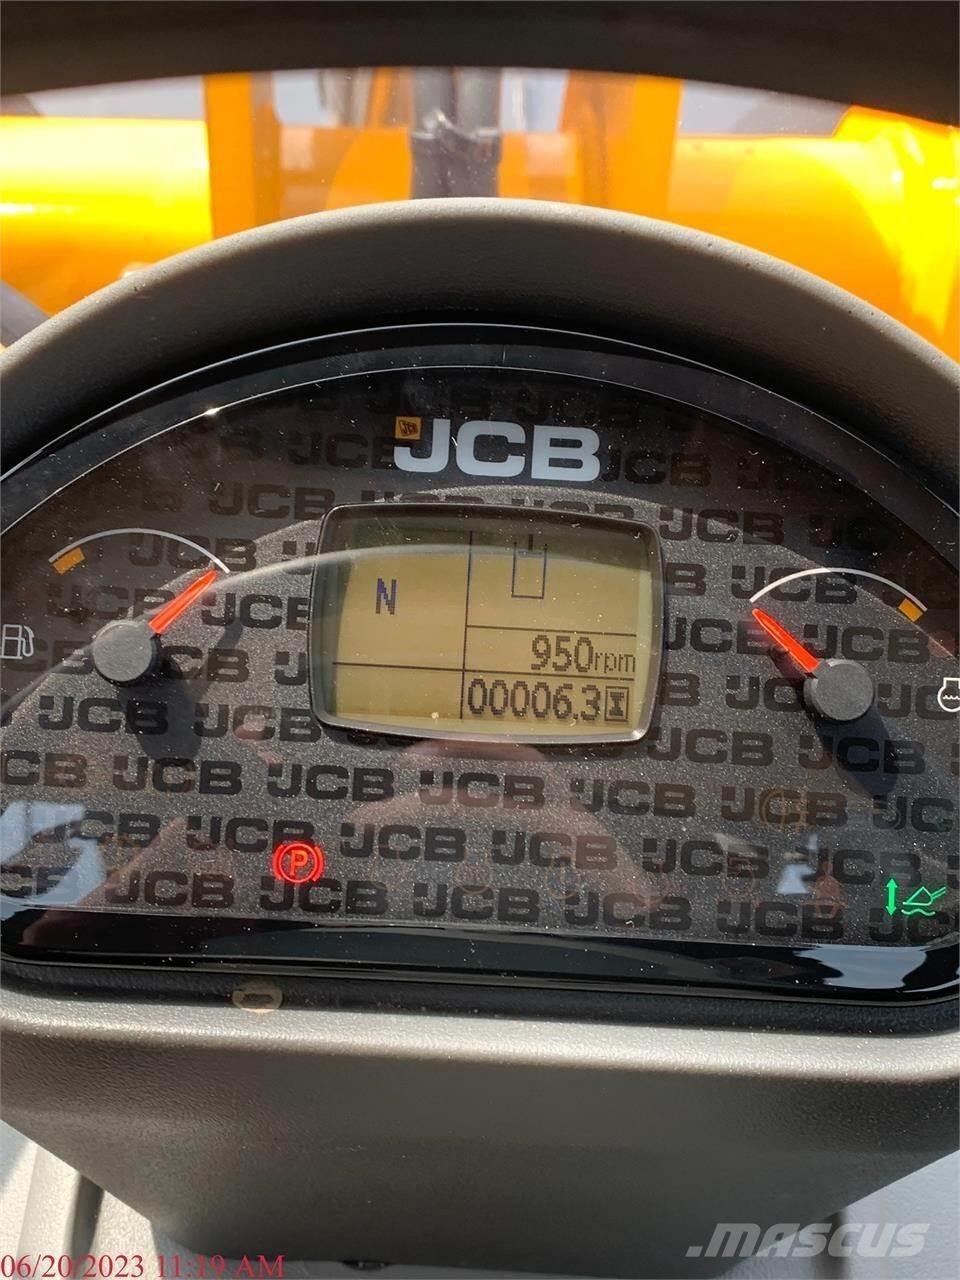 JCB
N
950rpm
00006,3
P
06/20/2023 11:19 AM
MASCUS